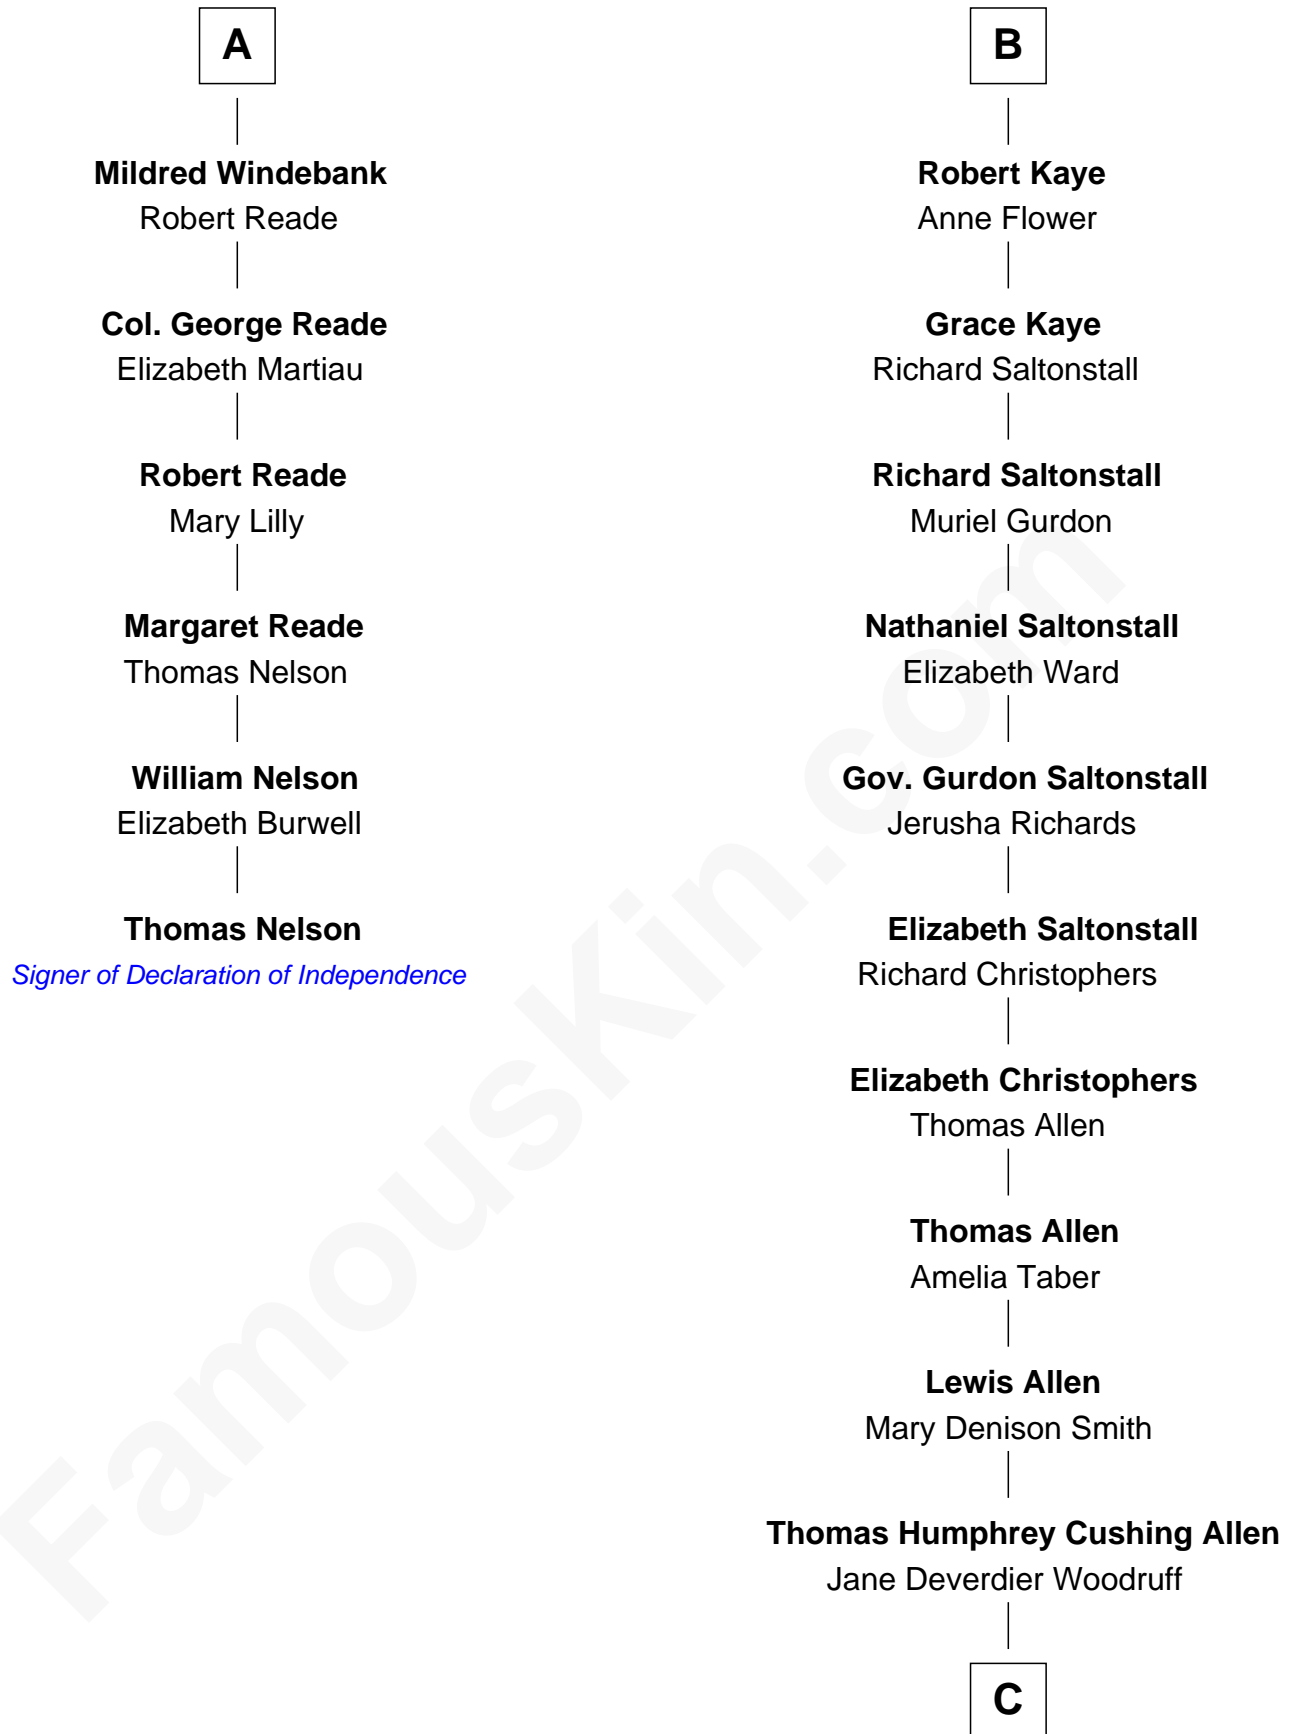 A
Mildred Windebank
Robert Reade
Col. George Reade
Elizabeth Martiau
Robert Reade
Mary Lilly
Margaret Reade
Thomas Nelson
William Nelson
Elizabeth Burwell
Thomas Nelson
Signer of Declaration of Independence
B
Robert Kaye
Anne Flower
Grace Kaye
Richard Saltonstall
Richard Saltonstall
Muriel Gurdon
Nathaniel Saltonstall
Elizabeth Ward
Gov. Gurdon Saltonstall
Jerusha Richards
Elizabeth Saltonstall
Richard Christophers
Elizabeth Christophers
Thomas Allen
Thomas Allen
Amelia Taber
Lewis Allen
Mary Denison Smith
Thomas Humphrey Cushing Allen
Jane Deverdier Woodruff
C
FamousKin.com